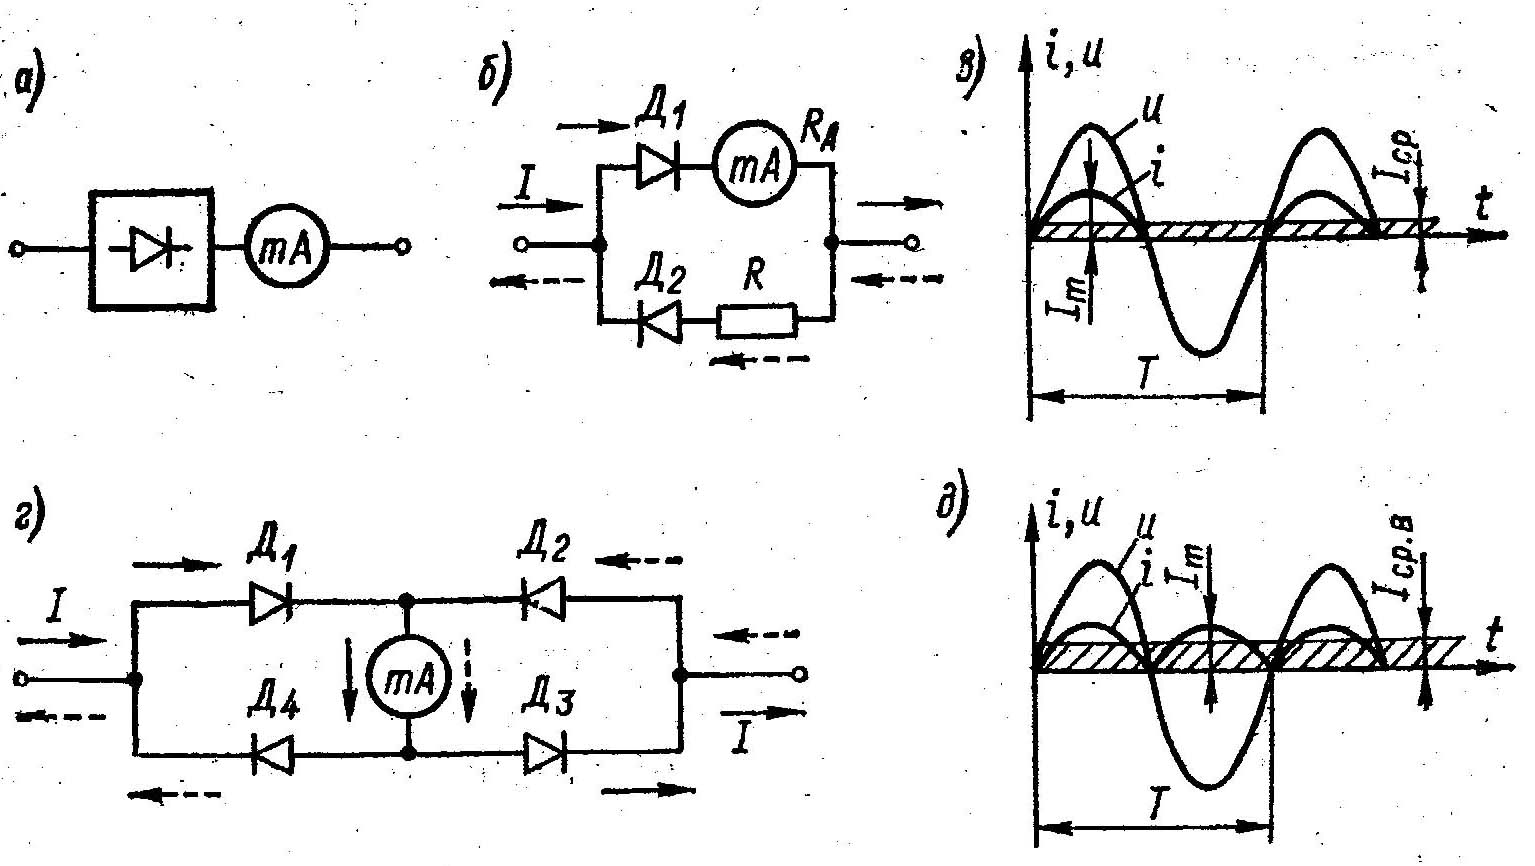 а)
mA
б)
Д1
RA
mA
I
Д2
R
в)
i, u
u
i
Iср
t
Im
T
г)
Д1
Д2
I
mA
Д4
Д3
I
д)
i, u
u
i
Im
Iср.в
t
T